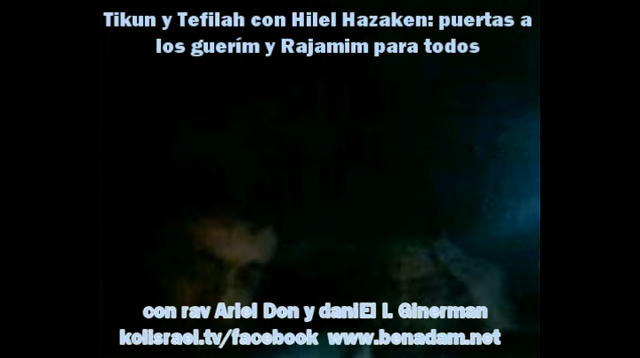 Tikun y Tefilah con Hilel Hazaken: puertas a
los guerím y Rajamim para todos
con rav Ariel Don y daniEl I. Ginerman
kolisrael.tv/facebook www.benadam.net